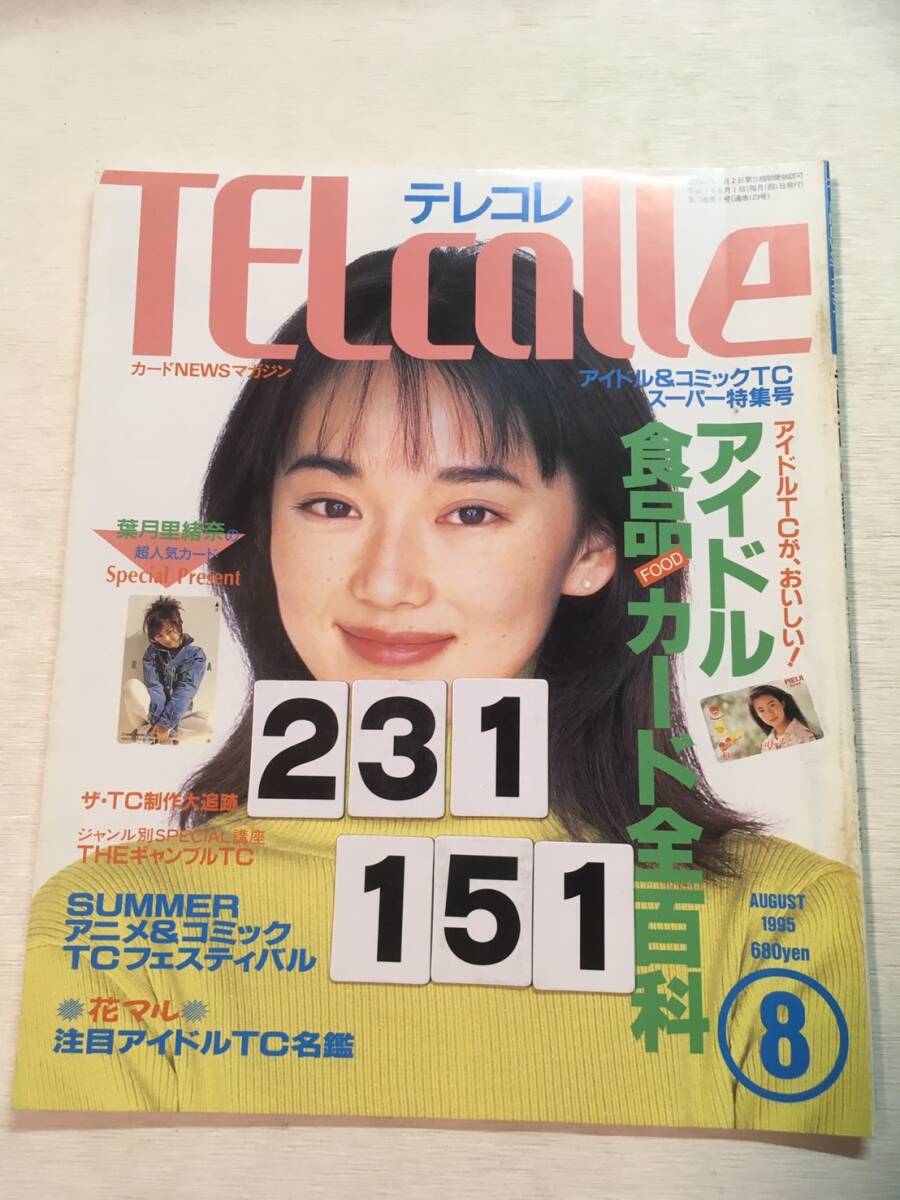 テレコレ
TELcolle
カードNEWSマガジン
アイドル&コミックTC
スーパー特集号
アイドルTCが、おいしい!
アイドル
食品カード全百科
FOOD
葉月里緒奈の
超人気カード
Special Present
MEIJI
231
151
ザ・TC制作大追跡
ジャンル別SPECIAL講座
THEギャンブルTC
SUMMER
アニメ&コミック
TCフェスティバル
花マル
注目アイドルTC名鑑
AUGUST
1995
680yen
8